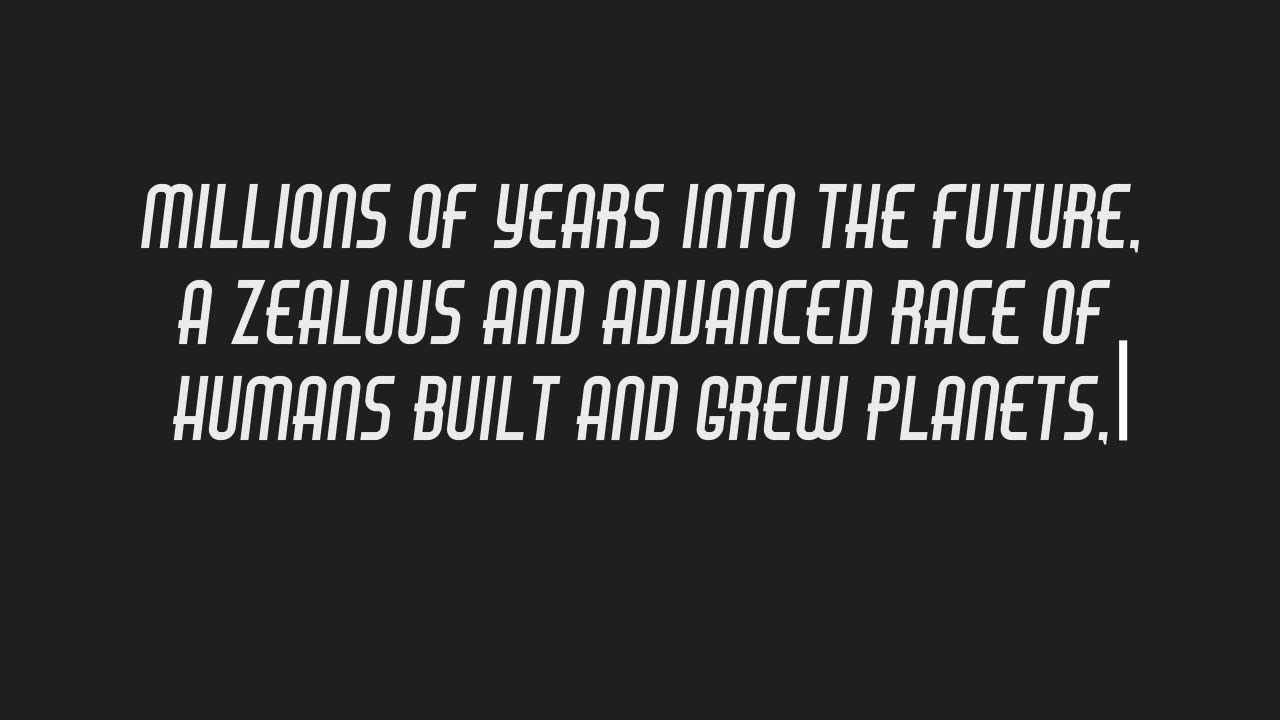 MILLIONS OF YEARS INTO THE FUTURE,
A ZEALOUS AND ADVANCED RACE OF
HUMANS BUILT AND GREW PLANETS,